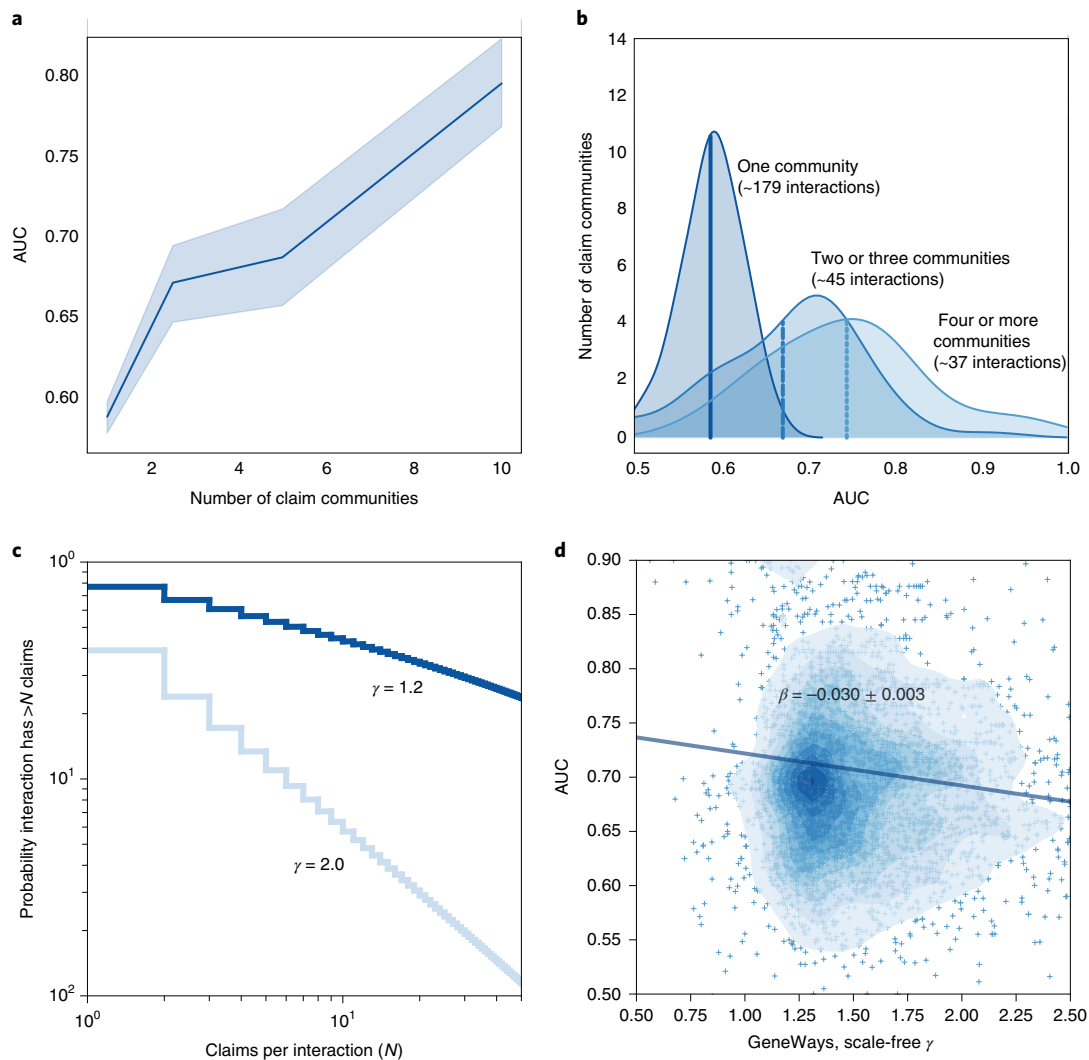 a
0.80
0.75
0.70
0.65
0.60
AUC
2 4 6 8 10
Number of claim communities
b
14
12
10
8
6
4
2
0
Number of claim communities
One community
(~179 interactions)
Two or three communities
(~45 interactions)
Four or more
communities
(~37 interactions)
0.5 0.6 0.7 0.8 0.9 1.0
AUC
c
10⁰
10¹
10²
Probability interaction has >N claims
γ = 1.2
γ = 2.0
10⁰ 10¹
Claims per interaction (N)
d
0.90
0.85
0.80
0.75
0.70
0.65
0.60
0.55
0.50
AUC
β = –0.030 ± 0.003
0.50 0.75 1.00 1.25 1.50 1.75 2.00 2.25 2.50
GeneWays, scale-free γ